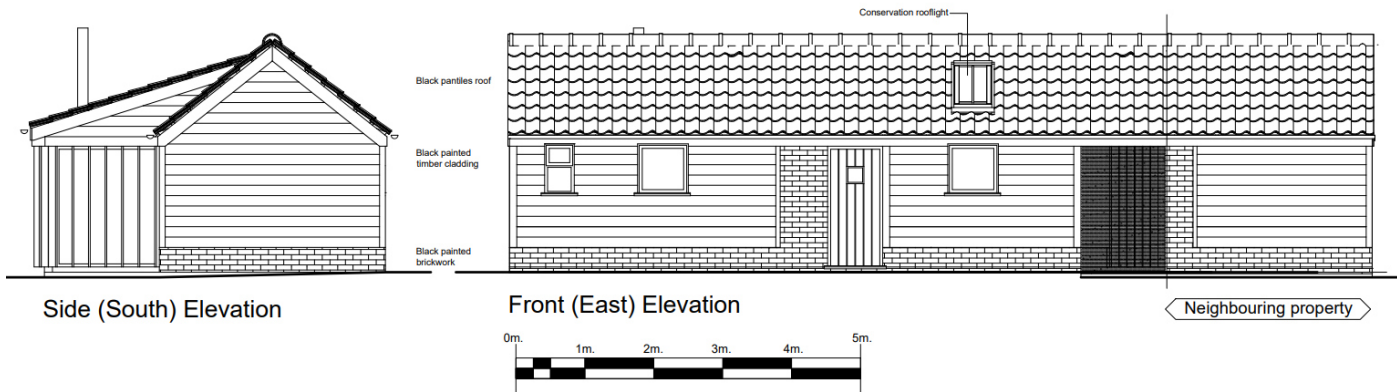 Conservation rooflight
Black pantiles roof
Black painted
timber cladding
Black painted
brickwork
Side (South) Elevation
Front (East) Elevation
Neighbouring property
0m.
1m.
2m.
3m.
4m.
5m.